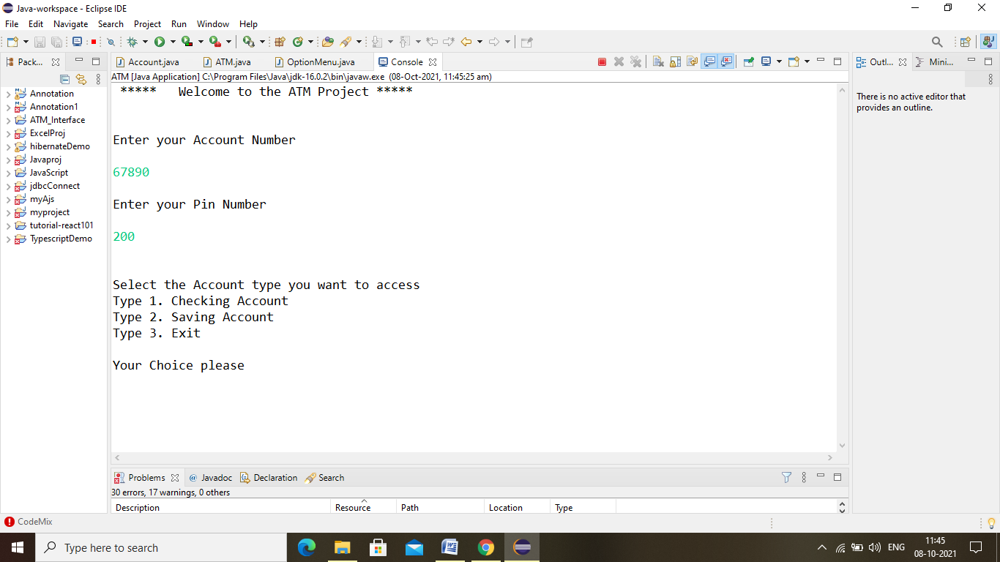 Java-workspace - Eclipse IDE
File Edit Navigate Search Project Run Window Help
Pack...
Account.java ATM.java OptionMenu.java Console
Outl... Mini...
ATM [Java Application] C:\Program Files\Java\jdk-16.0.2\bin\javaw.exe (08-Oct-2021, 11:45:25 am)
Annotation
Annotation1
ATM_Interface
ExcelProj
hibernateDemo
Javaproj
JavaScript
jdbcConnect
myAjs
myproject
tutorial-react101
TypescriptDemo
***** Welcome to the ATM Project *****
Enter your Account Number
67890
Enter your Pin Number
200
Select the Account type you want to access
Type 1. Checking Account
Type 2. Saving Account
Type 3. Exit
Your Choice please
There is no active editor that
provides an outline.
Problems @ Javadoc Declaration Search
30 errors, 17 warnings, 0 others
Description Resource Path Location Type
CodeMix
Type here to search
ENG
11:45
08-10-2021